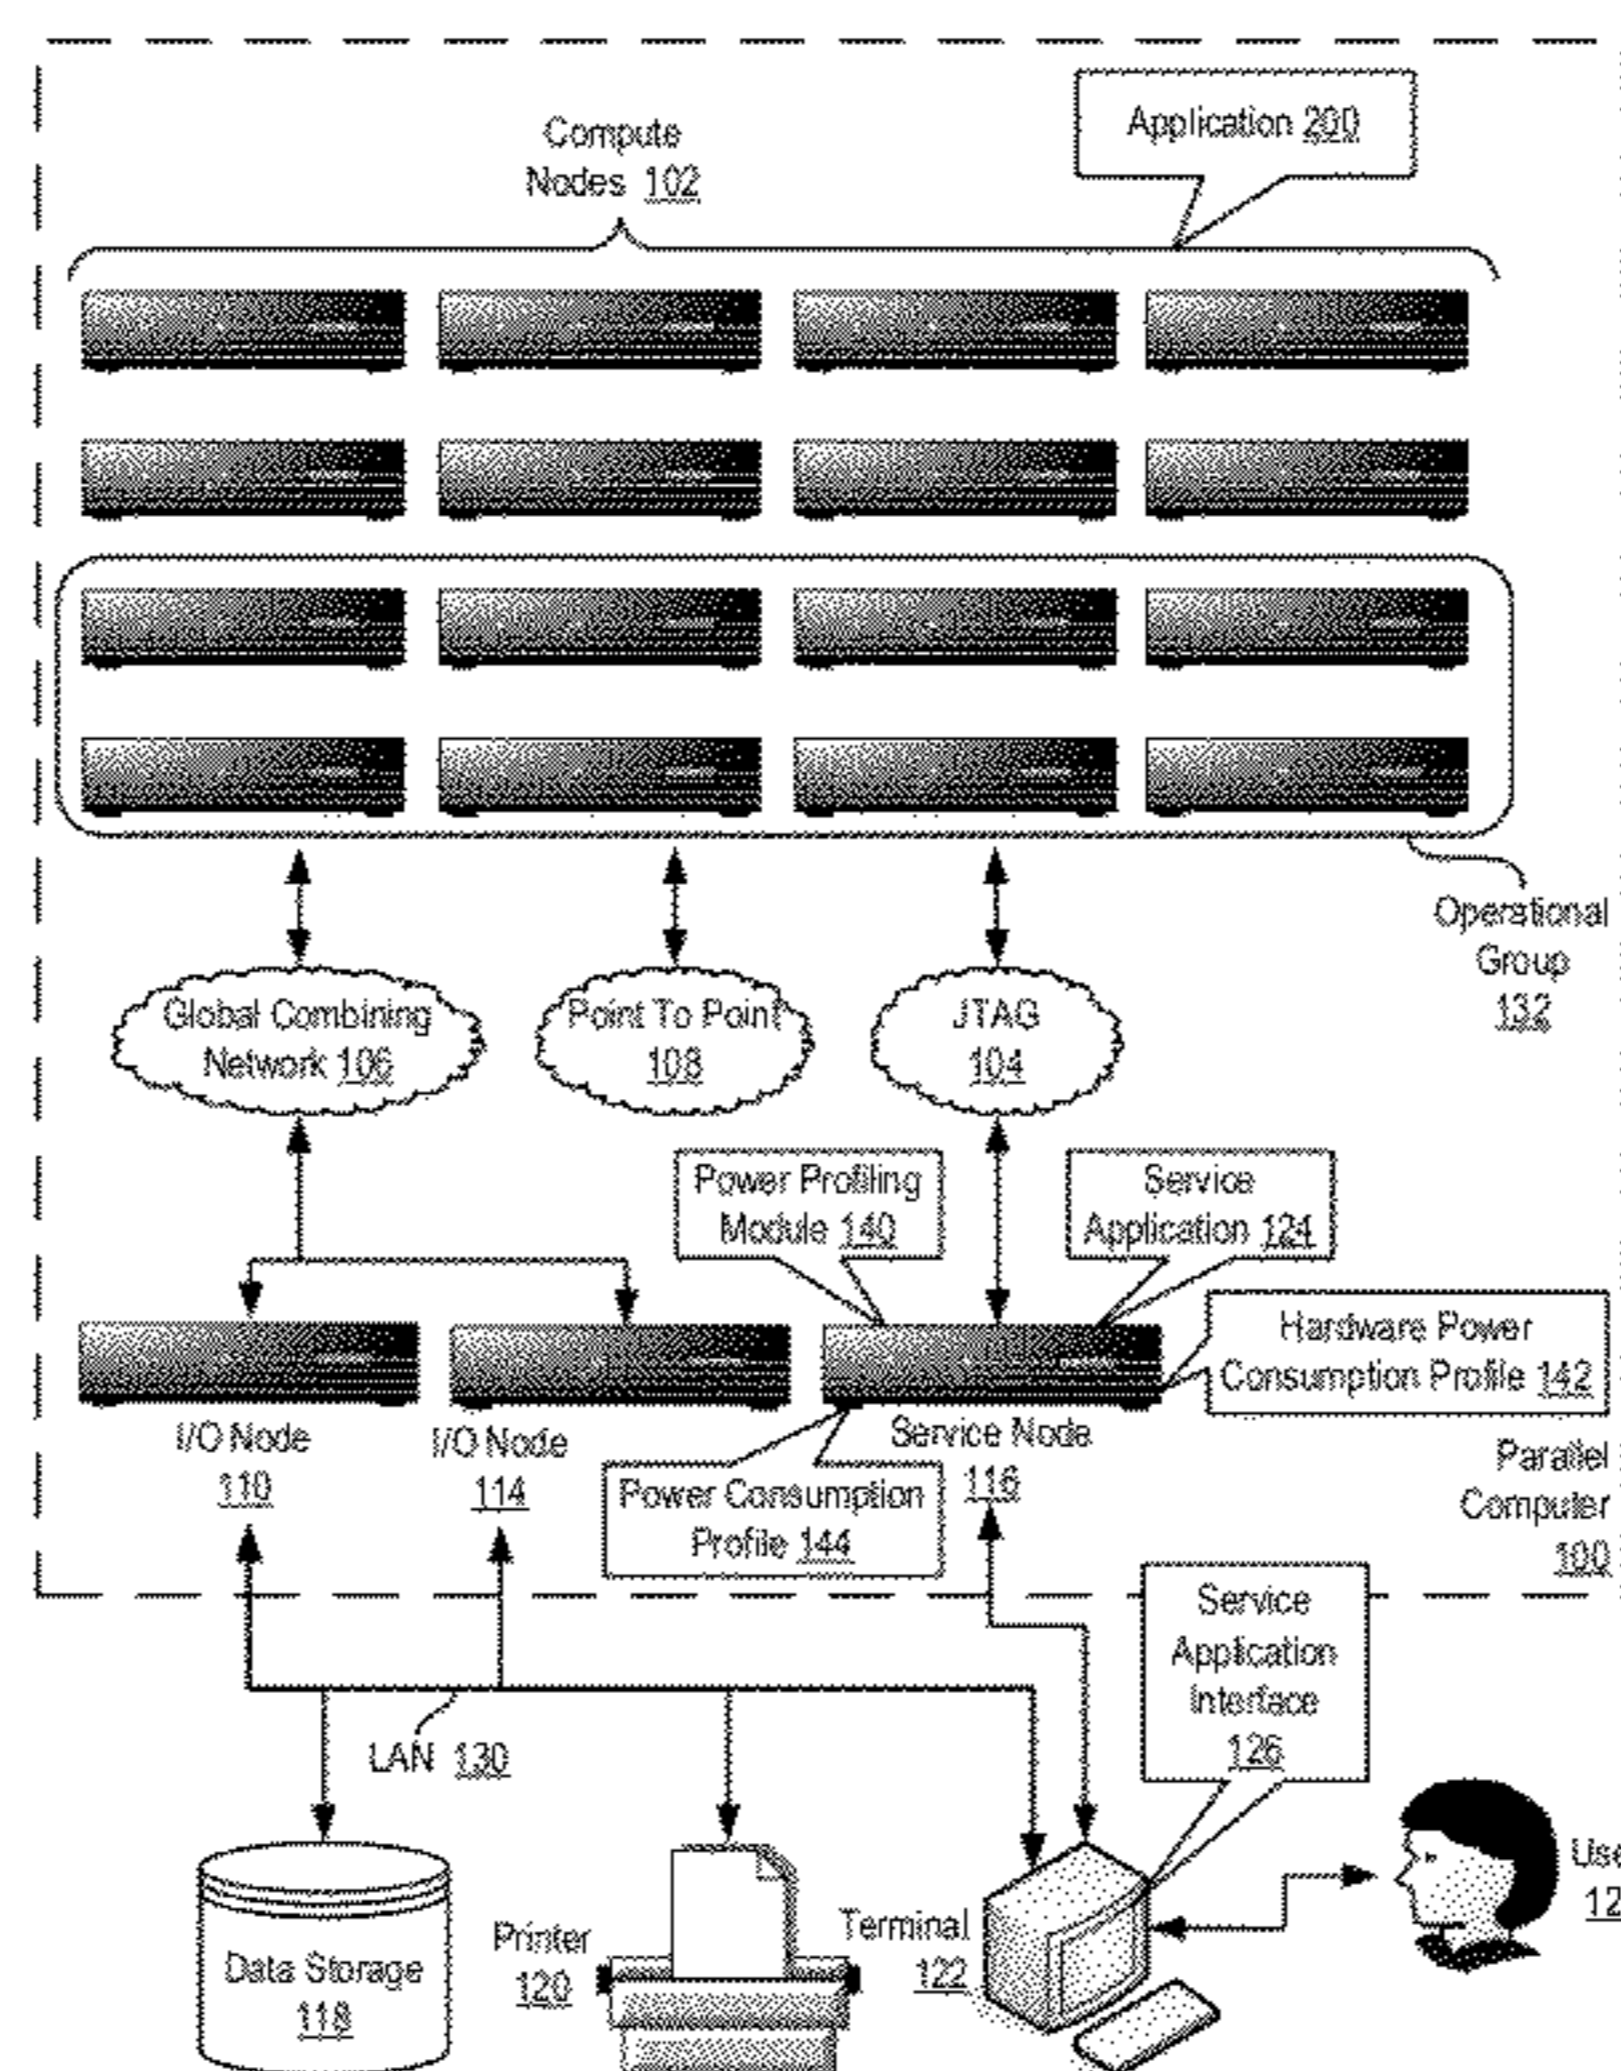 Application 200
Compute
Nodes 102
Operational
Group
132
Global Combining
Network 106
Point To Point
108
JTAG
104
Power Profiling
Module 140
Service
Application 124
Hardware Power
Consumption Profile 142
I/O Node
110
I/O Node
114
Service Node
116
Power Consumption
Profile 144
Parallel
Computer
100
Service
Application
Interface
126
LAN 130
Data Storage
118
Printer
120
Terminal
122